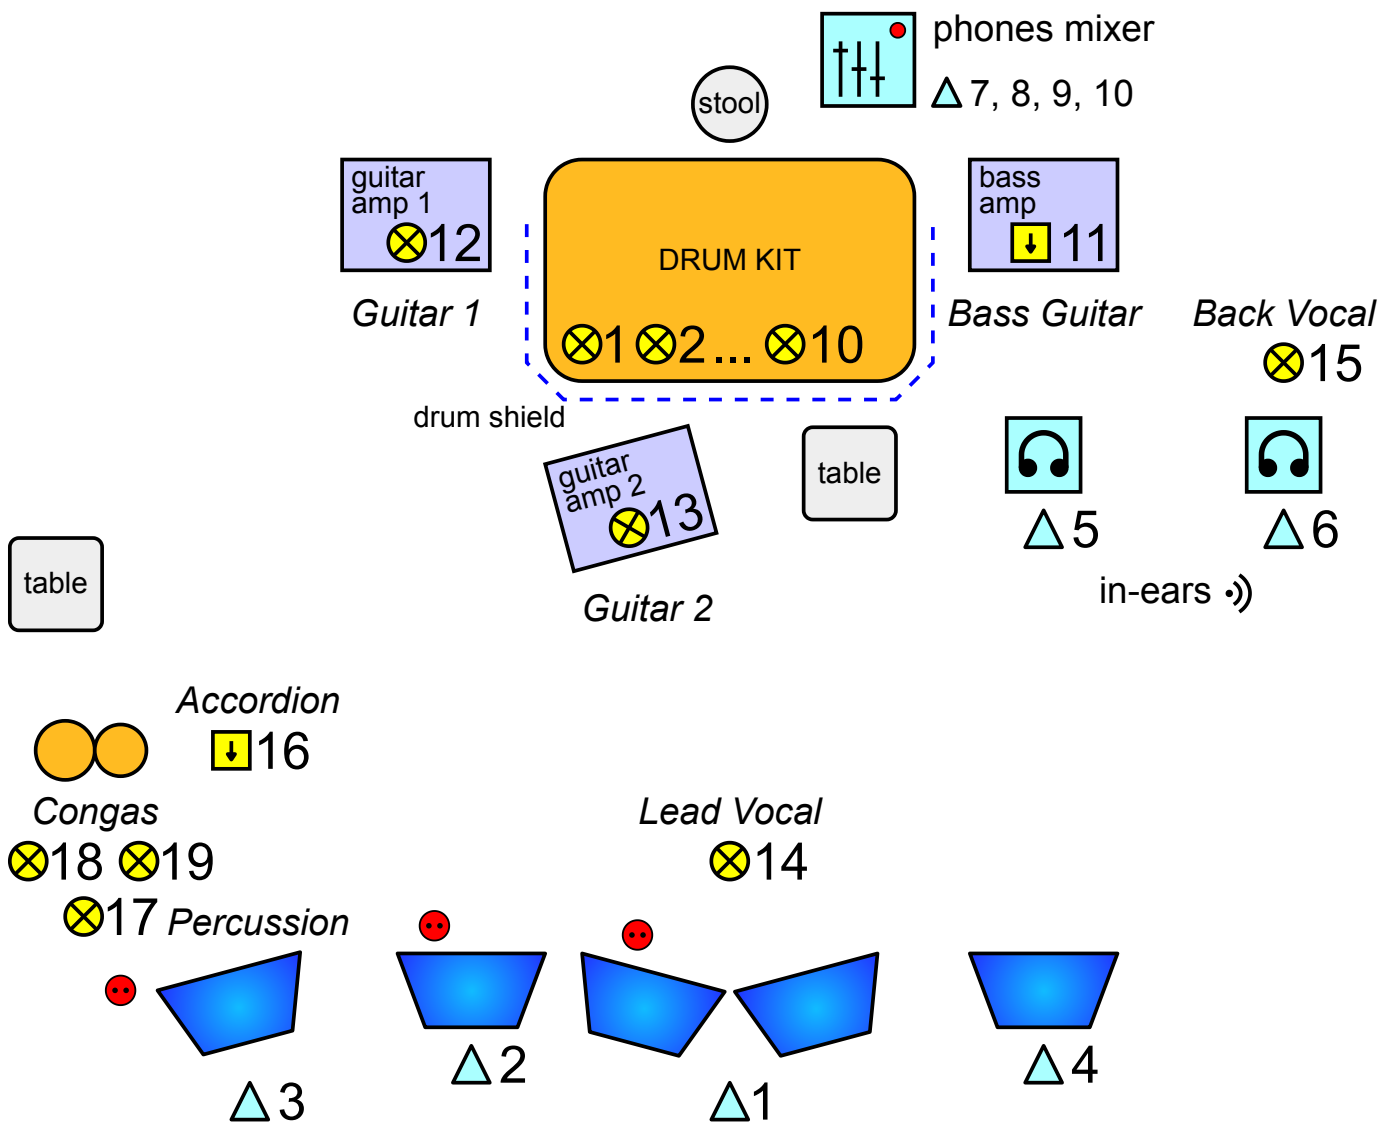 phones mixer
7, 8, 9, 10
stool
guitar
amp 1
12
DRUM KIT
1 2 ... 10
bass
amp
11
Guitar 1
Bass Guitar
Back Vocal
15
drum shield
guitar
amp 2
13
table
5
6
in-ears
Guitar 2
table
Accordion
16
Congas
18 19
17 Percussion
Lead Vocal
14
2
4
3
1